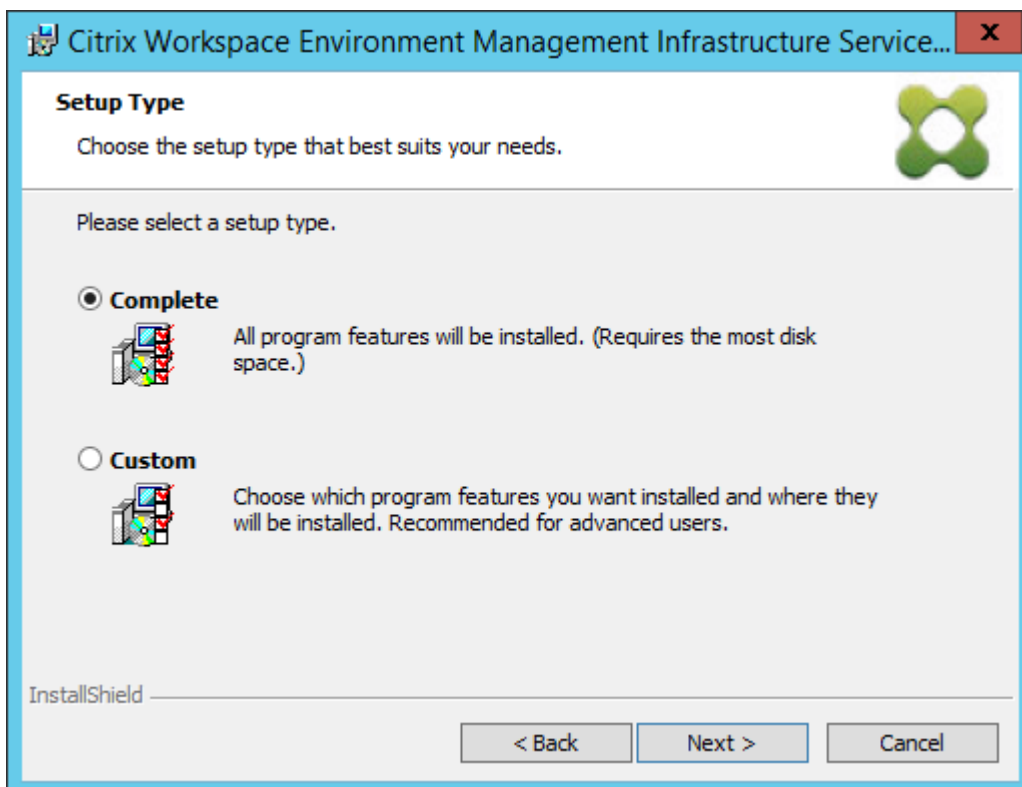 Citrix Workspace Environment Management Infrastructure Service...
x
Setup Type
Choose the setup type that best suits your needs.
Please select a setup type.
Complete
All program features will be installed. (Requires the most disk
space.)
Custom
Choose which program features you want installed and where they
will be installed. Recommended for advanced users.
InstallShield
< Back
Next >
Cancel